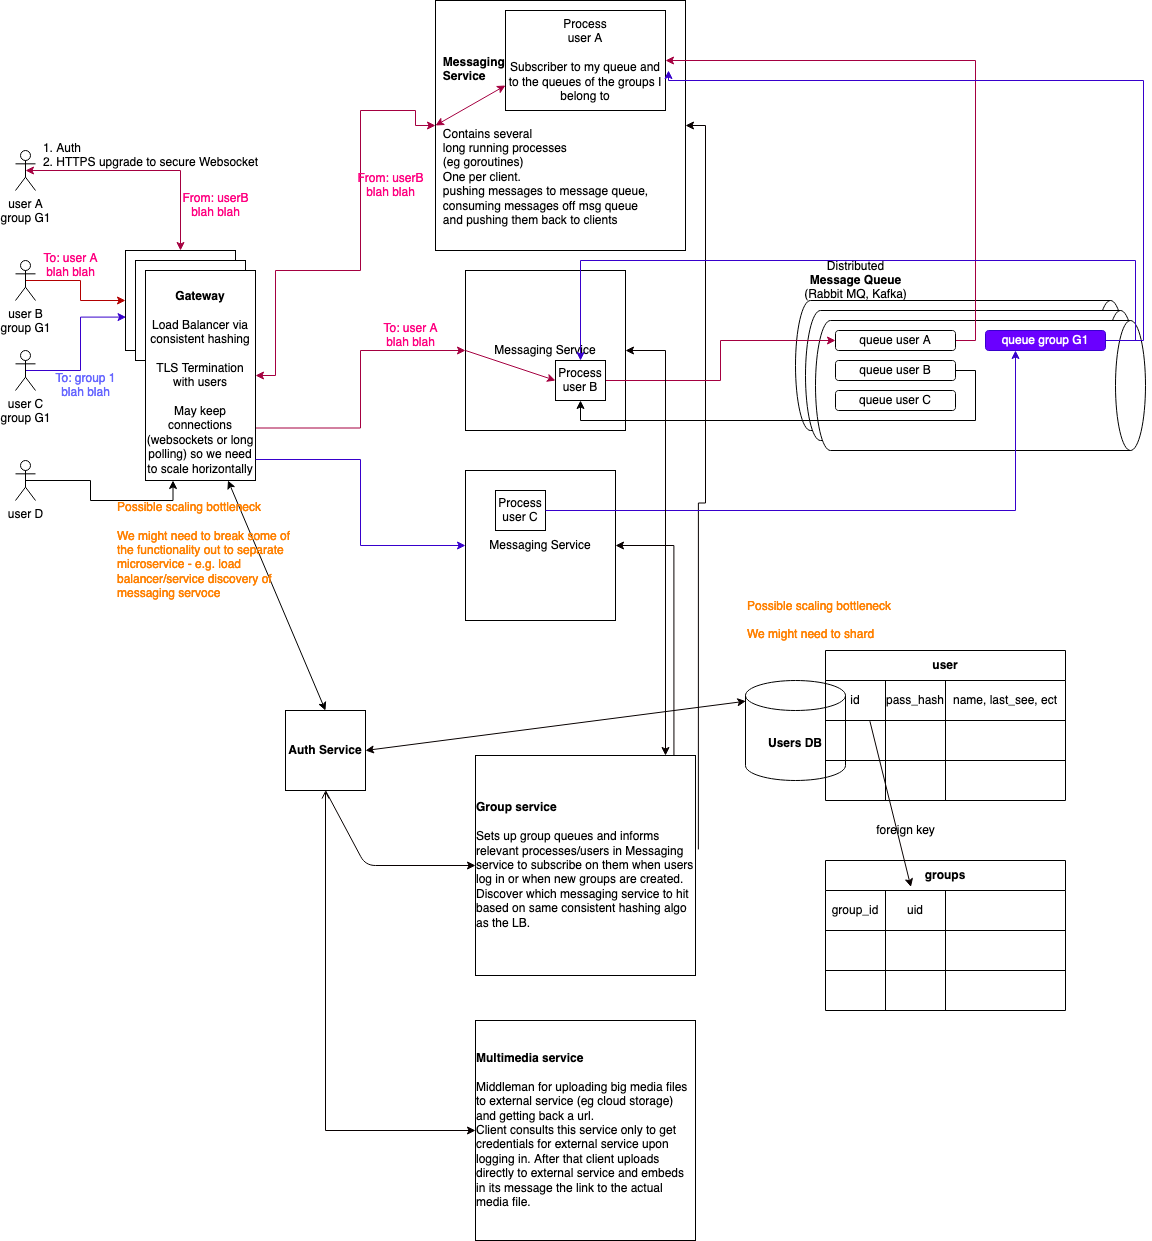 Process
user A
Subscriber to my queue and
to the queues of the groups I
belong to
Messaging
Service
Contains several
long running processes
(eg goroutines)
One per client.
pushing messages to message queue,
consuming messages off msg queue
and pushing them back to clients
1. Auth
2. HTTPS upgrade to secure Websocket
user A
group G1
From: userB
blah blah
From: userB
blah blah
To: user A
blah blah
user B
group G1
To: group 1
blah blah
user C
group G1
user D
Gateway
Load Balancer via
consistent hashing
TLS Termination
with users
May keep
connections
(websockets or long
polling) so we need
to scale horizontally
Possible scaling bottleneck
We might need to break some of
the functionality out to separate
microservice - e.g. load
balancer/service discovery of
messaging servoce
To: user A
blah blah
Messaging Service
Process
user B
Process
user C
Messaging Service
Distributed
Message Queue
(Rabbit MQ, Kafka)
queue user A
queue group G1
queue user B
queue user C
Possible scaling bottleneck
We might need to shard
user
id
pass_hash
name, last_see, ect
Users DB
foreign key
groups
group_id
uid
Auth Service
Group service
Sets up group queues and informs
relevant processes/users in Messaging
service to subscribe on them when users
log in or when new groups are created.
Discover which messaging service to hit
based on same consistent hashing algo
as the LB.
Multimedia service
Middleman for uploading big media files
to external service (eg cloud storage)
and getting back a url.
Client consults this service only to get
credentials for external service upon
logging in. After that client uploads
directly to external service and embeds
in its message the link to the actual
media file.